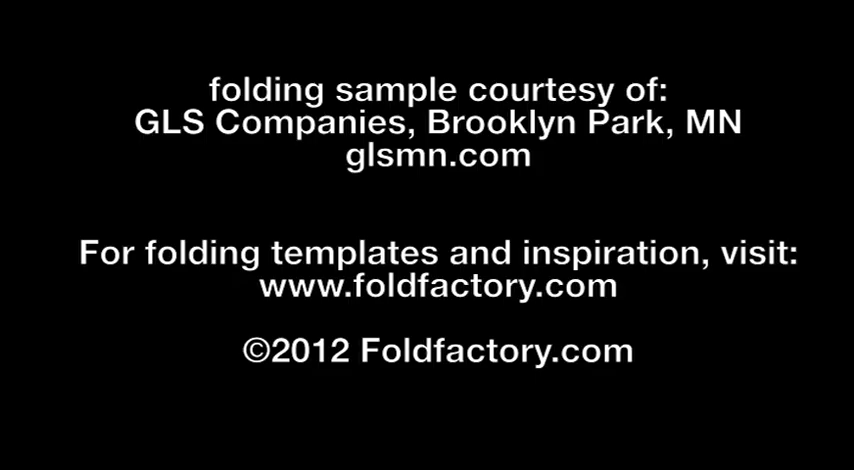 folding sample courtesy of:
GLS Companies, Brooklyn Park, MN
glsmn.com
For folding templates and inspiration, visit:
www.foldfactory.com
©2012 Foldfactory.com